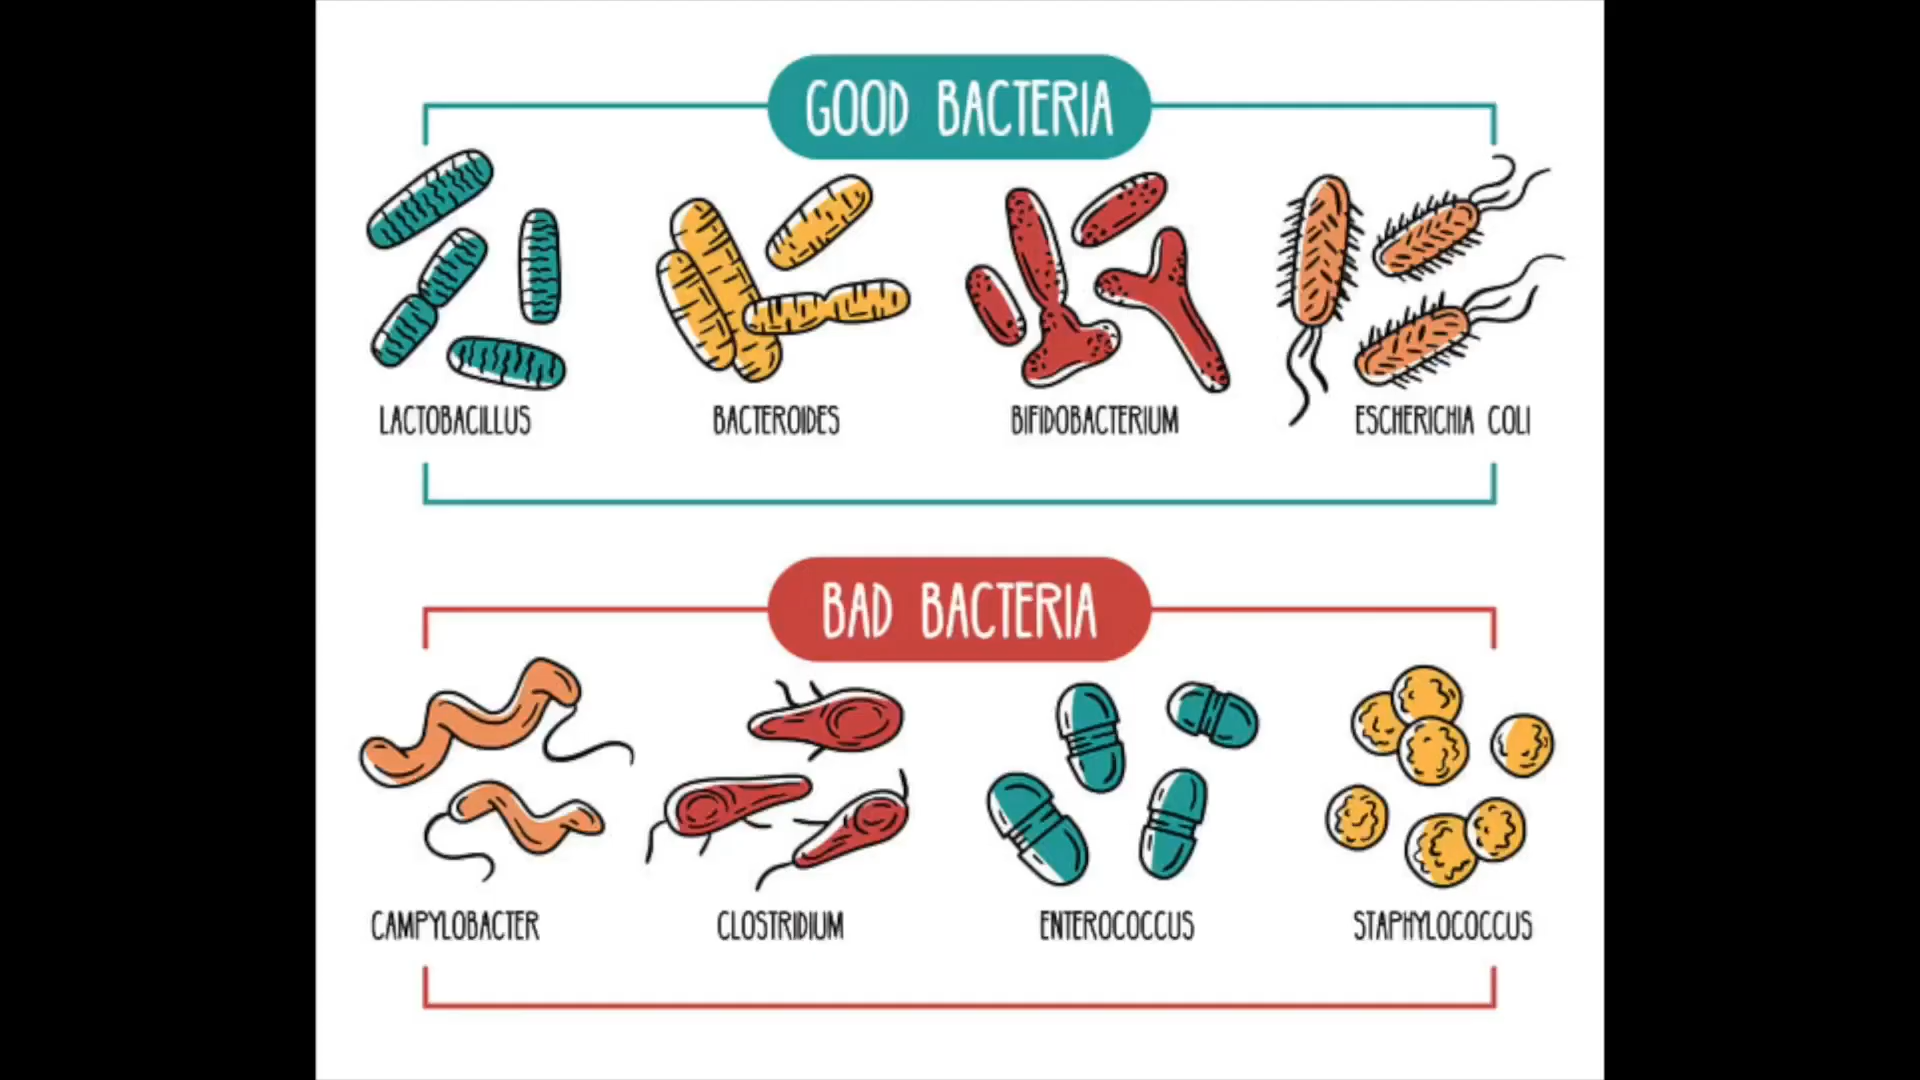 GOOD BACTERIA
LACTOBACILLUS
BACTEROIDES
BIFIDOBACTERIUM
ESCHERICHIA COLI
BAD BACTERIA
CAMPYLOBACTER
CLOSTRIDIUM
ENTEROCOCCUS
STAPHYLOCOCCUS